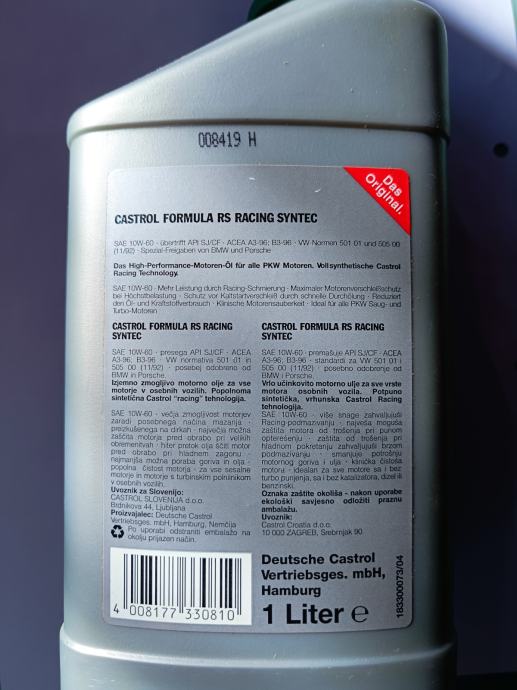 008419 H
Das
Original.
CASTROL FORMULA RS RACING SYNTEC
SAE 10W-60 - übertrifft API SJ/CF - ACEA A3-96; B3-96 - VW-Normen 501 01 und 505 00
(11/92) - Spezial-Freigaben von BMW und Porsche
Das High-Performance-Motoren-Öl für alle PKW Motoren. Vollsynthetische Castrol
Racing Technology.
SAE 10W-60 - Mehr Leistung durch Racing-Schmierung - Maximaler Motorenverschleißschutz
bei Höchstbelastung - Schutz vor Kaltstartverschleiß durch schnelle Durchölung - Reduziert
den Öl- und Kraftstoffverbrauch - Klinische Motorensauberkeit - Ideal für alle PKW Saug- und
Turbo-Motoren
CASTROL FORMULA RS RACING
SYNTEC
SAE 10W-60 - presega API SJ/CF - ACEA
A3-96, B3-96 - VW normativa 501 01 in
505 00 (11/92) - posebej odobreno od
BMW in Porsche.
Izjemno zmogljivo motorno olje za vse
motorje v osebnih vozilih. Popolnoma
sintetična Castrol "racing" tehnologija.
SAE 10W-60 - večja zmogljivost motorjev
zaradi posebnega načina mazanja -
preizkušenega na dirkah - največja možna
zaščita motorja pred obrabo pri velikih
obremenitvah - hiter pretok olja ščiti motor
pred obrabo pri hladnem zagonu -
najmanjša možna poraba goriva in olja -
popolna čistost motorja - za vse sesalne
motorje in motorje s turbinskim polnilnikom
v osebnih vozilih.
Uvoznik za Slovenijo:
CASTROL SLOVENIJA d.o.o.
Brdnikova 44, Ljubljana
Proizvajalec: Deutsche Castrol
Vertriebsges. mbH, Hamburg, Nemčija
Po uporabi odstraniti embalažo na
okolju prijazen način.
CASTROL FORMULA RS RACING
SYNTEC
SAE 10W-60 - premašuje API SJ/CF - ACEA
A3-96; B3-96 - standardi za VW 501 01 i
505 00 (11/92) - posebno odobrenje od
BMW i Porsche.
Vrlo učinkovito motorno ulje za sve vrste
motora osobnih vozila. Potpuno
sintetička, vrhunska Castrol Racing
tehnologija.
SAE 10W-60 - više snage zahvaljujući
Racing-podmazivanju - najveća moguća
zaštita motora od trošenja pri punom
opterešenju - zaštita od trošenja pri
hladnom pokretanju zahvaljujući brzom
podmazivanju - smanjuje potrošnju
motornog goriva i ulja - klinička čistoća
motora - idealan za sve motore sa i bez
turbo punjenja, sa i bez katalizatora, dizel ili
benzinski.
Oznaka zaštite okoliša - nakon uporabe
ekološki savjesno odložiti praznu
ambalažu.
Uvoznik:
Castrol Croatia d.o.o.
10 000 ZAGREB, Srebrnjak 90
4 008177 330810
Deutsche Castrol
Vertriebsges. mbH,
Hamburg
1 Liter e
183300073/04